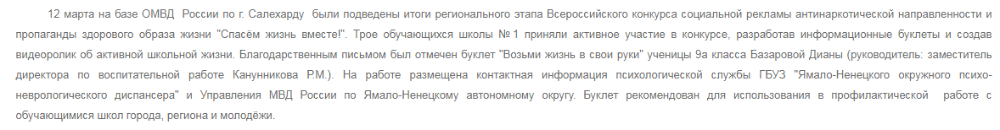 12 марта на базе ОМВД России по г. Салехарду были подведены итоги регионального этапа Всероссийского конкурса социальной рекламы антинаркотической направленности и
пропаганды здорового образа жизни "Спасём жизнь вместе!". Трое обучающихся школы №1 приняли активное участие в конкурсе, разработав информационные буклеты и создав
видеоролик об активной школьной жизни. Благодарственным письмом был отмечен буклет "Возьми жизнь в свои руки" ученицы 9а класса Базаровой Дианы (руководитель: заместитель
директора по воспитательной работе Канунникова Р.М.). На работе размещена контактная информация психологической службы ГБУЗ "Ямало-Ненецкого окружного психо-
неврологического диспансера" и Управления МВД России по Ямало-Ненецкому автономному округу. Буклет рекомендован для использования в профилактической работе с
обучающимися школ города, региона и молодёжи.